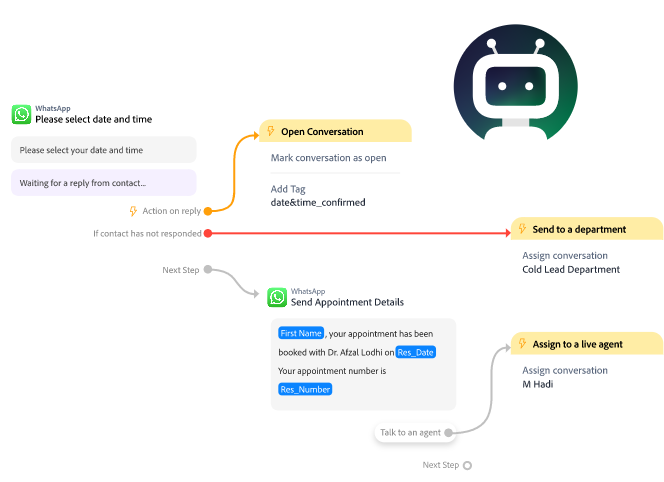 WhatsApp
Please select date and time
Please select your date and time
Waiting for a reply from contact...
Action on reply
If contact has not responded
Next Step
Open Conversation
Mark conversation as open
Add Tag
date&time_confirmed
Send to a department
Assign conversation
Cold Lead Department
WhatsApp
Send Appointment Details
First Name , your appointment has been
booked with Dr. Afzal Lodhi on Res_Date
Your appointment number is
Res_Number
Talk to an agent
Next Step
Assign to a live agent
Assign conversation
M Hadi